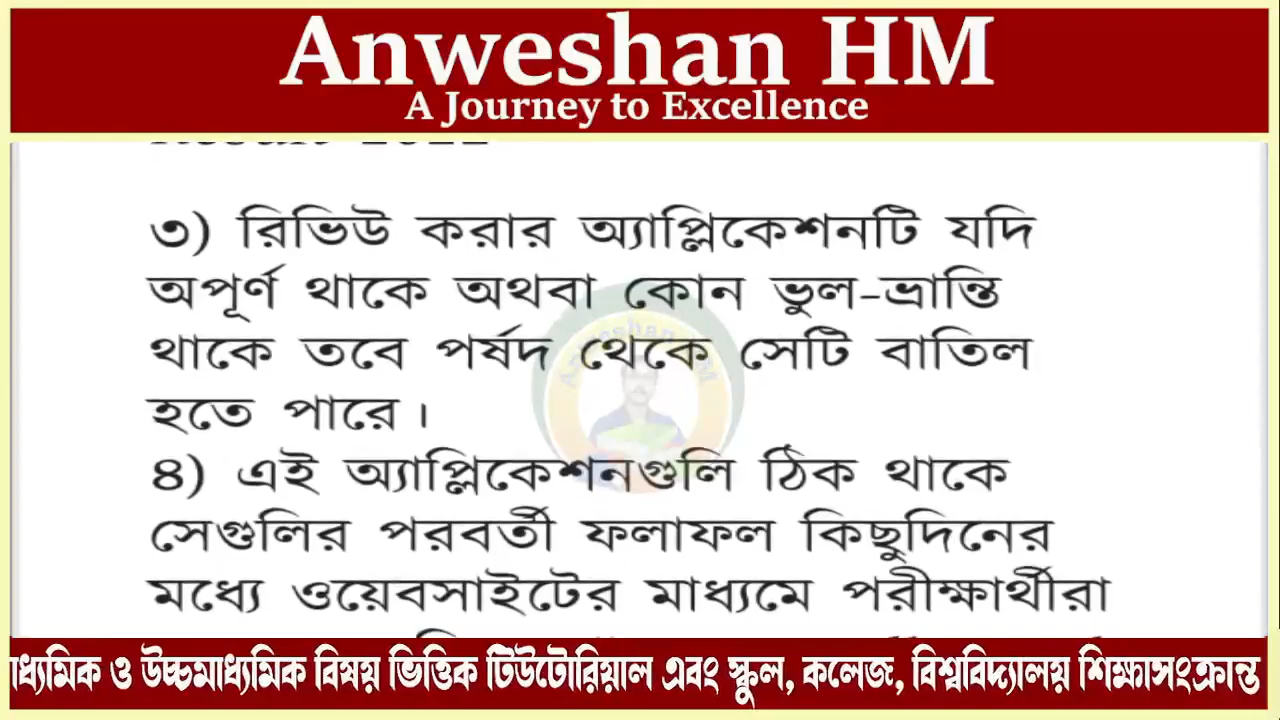 Anweshan HM
A Journey to Excellence
৩) রিভিউ করার অ্যাপ্লিকেশনটি যদি
অপূর্ণ থাকে অথবা কোন ভুল-ভ্রান্তি
থাকে তবে পর্ষদ থেকে সেটি বাতিল
হতে পারে।
৪) এই অ্যাপ্লিকেশনগুলি ঠিক থাকে
সেগুলির পরবর্তী ফলাফল কিছুদিনের
মধ্যে ওয়েবসাইটের মাধ্যমে পরীক্ষার্থীরা
াধ্যমিক ও উচ্চমাধ্যমিক বিষয় ভিত্তিক টিউটোরিয়াল এবং স্কুল, কলেজ, বিশ্ববিদ্যালয় শিক্ষাসংক্রান্ত